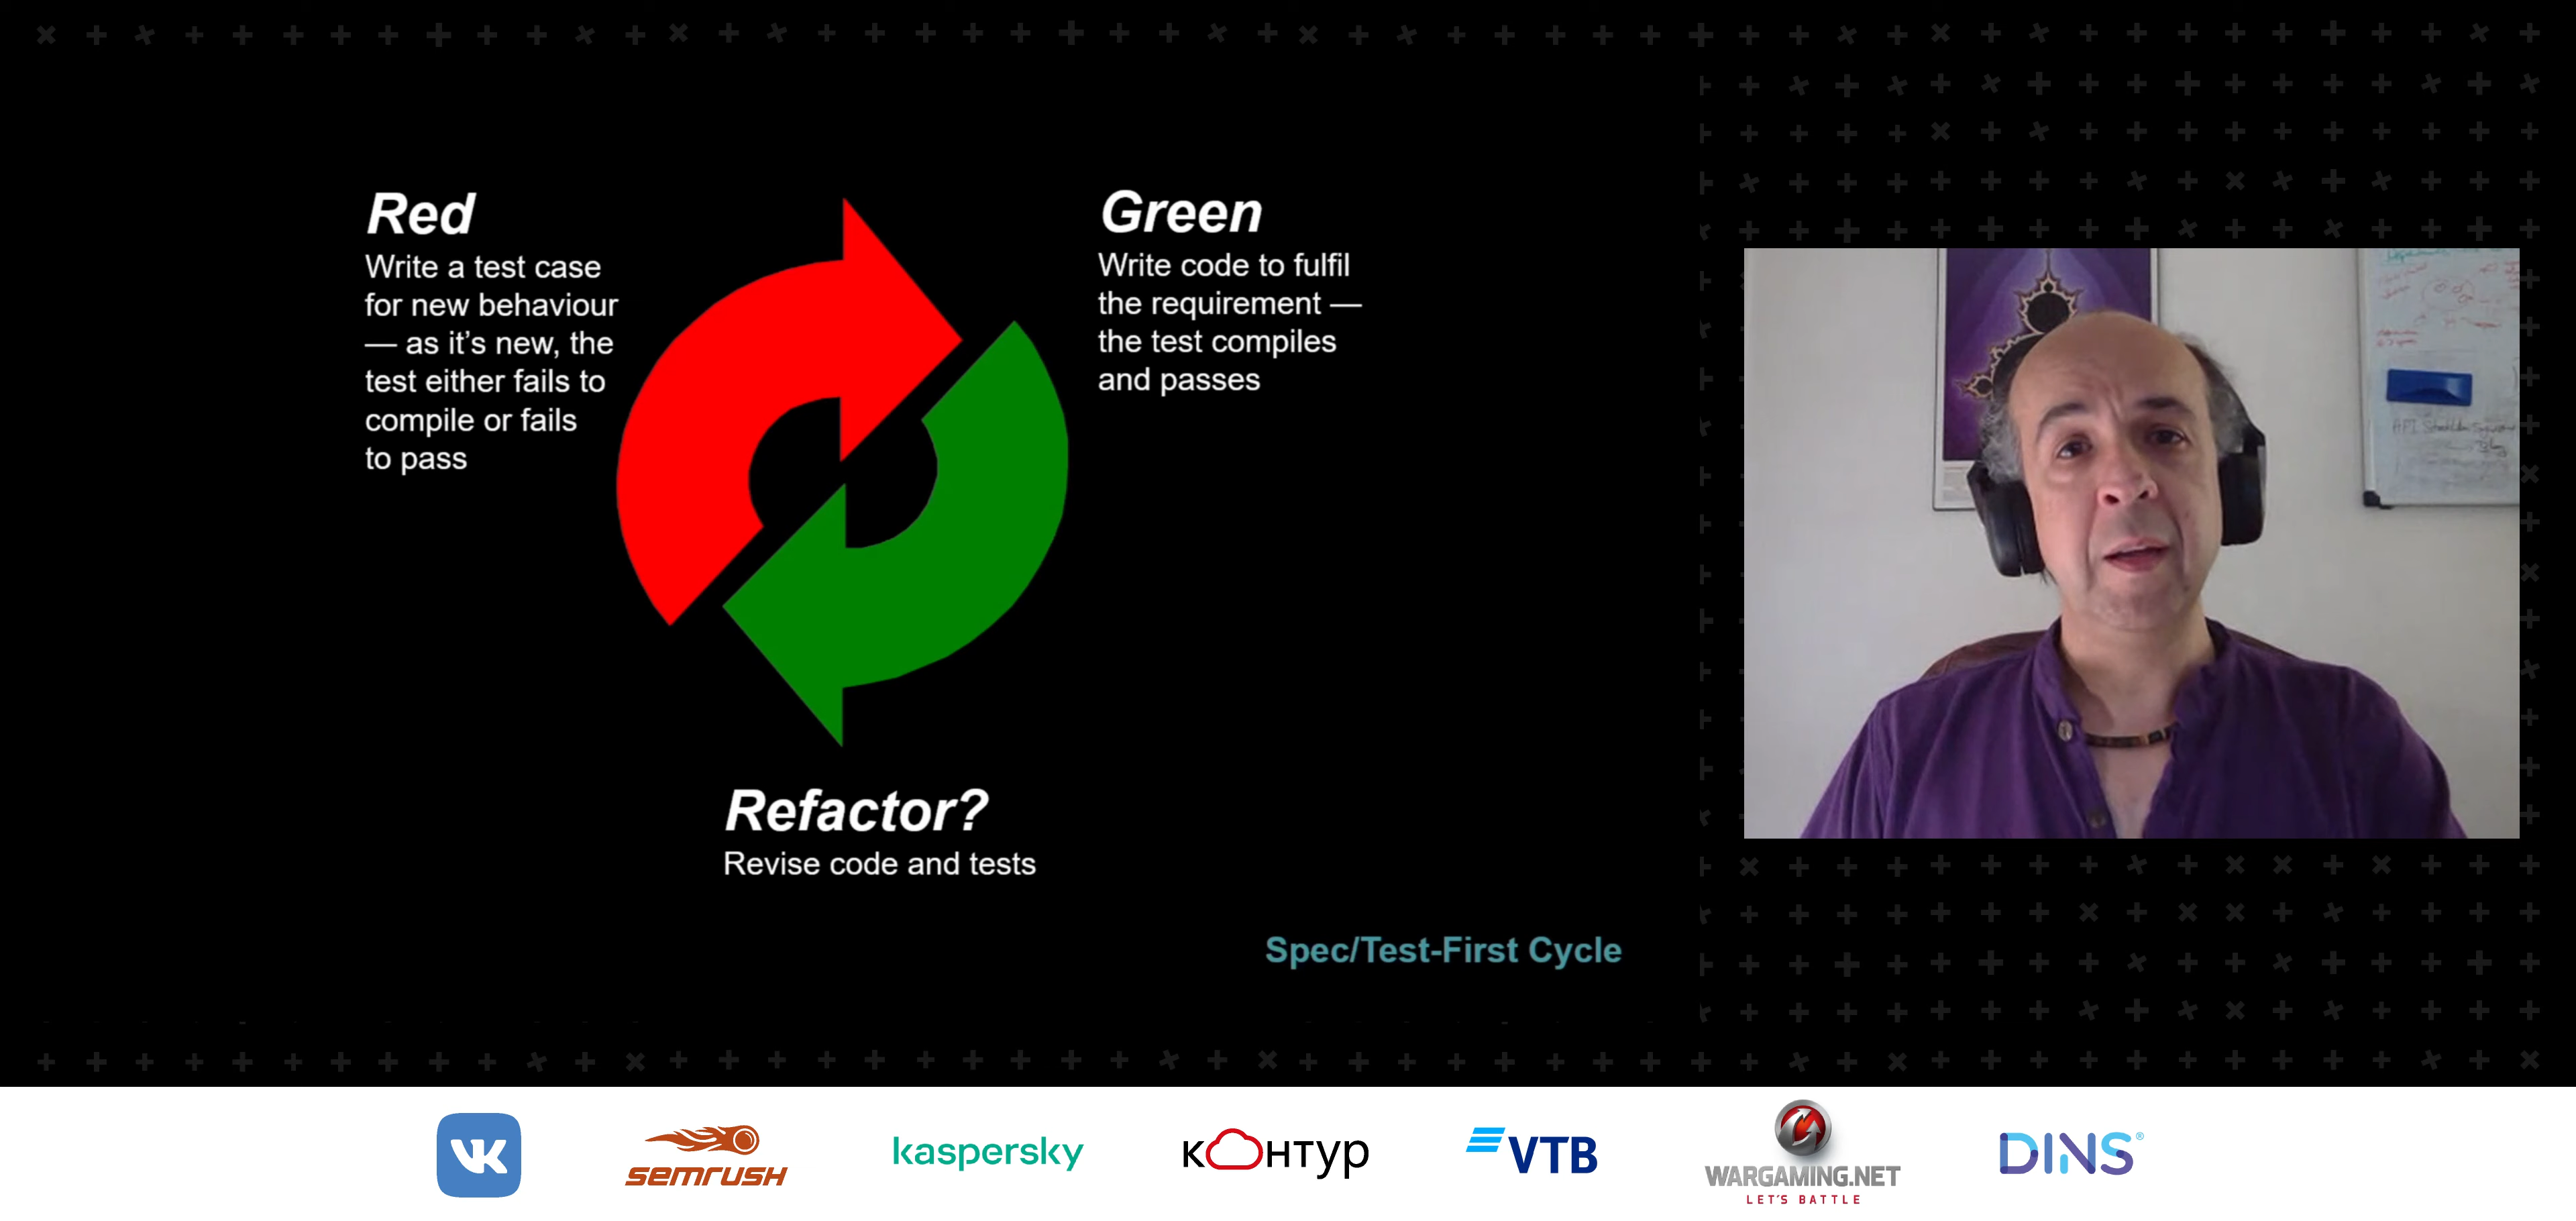 Red
Write a test case
for new behaviour
— as it's new, the
test either fails to
compile or fails
to pass
Green
Write code to fulfil
the requirement —
the test compiles
and passes
Refactor?
Revise code and tests
Spec/Test-First Cycle
API
VK
SEMRUSH
kaspersky
контур
VTB
WARGAMING.NET
LET'S BATTLE
DINS®